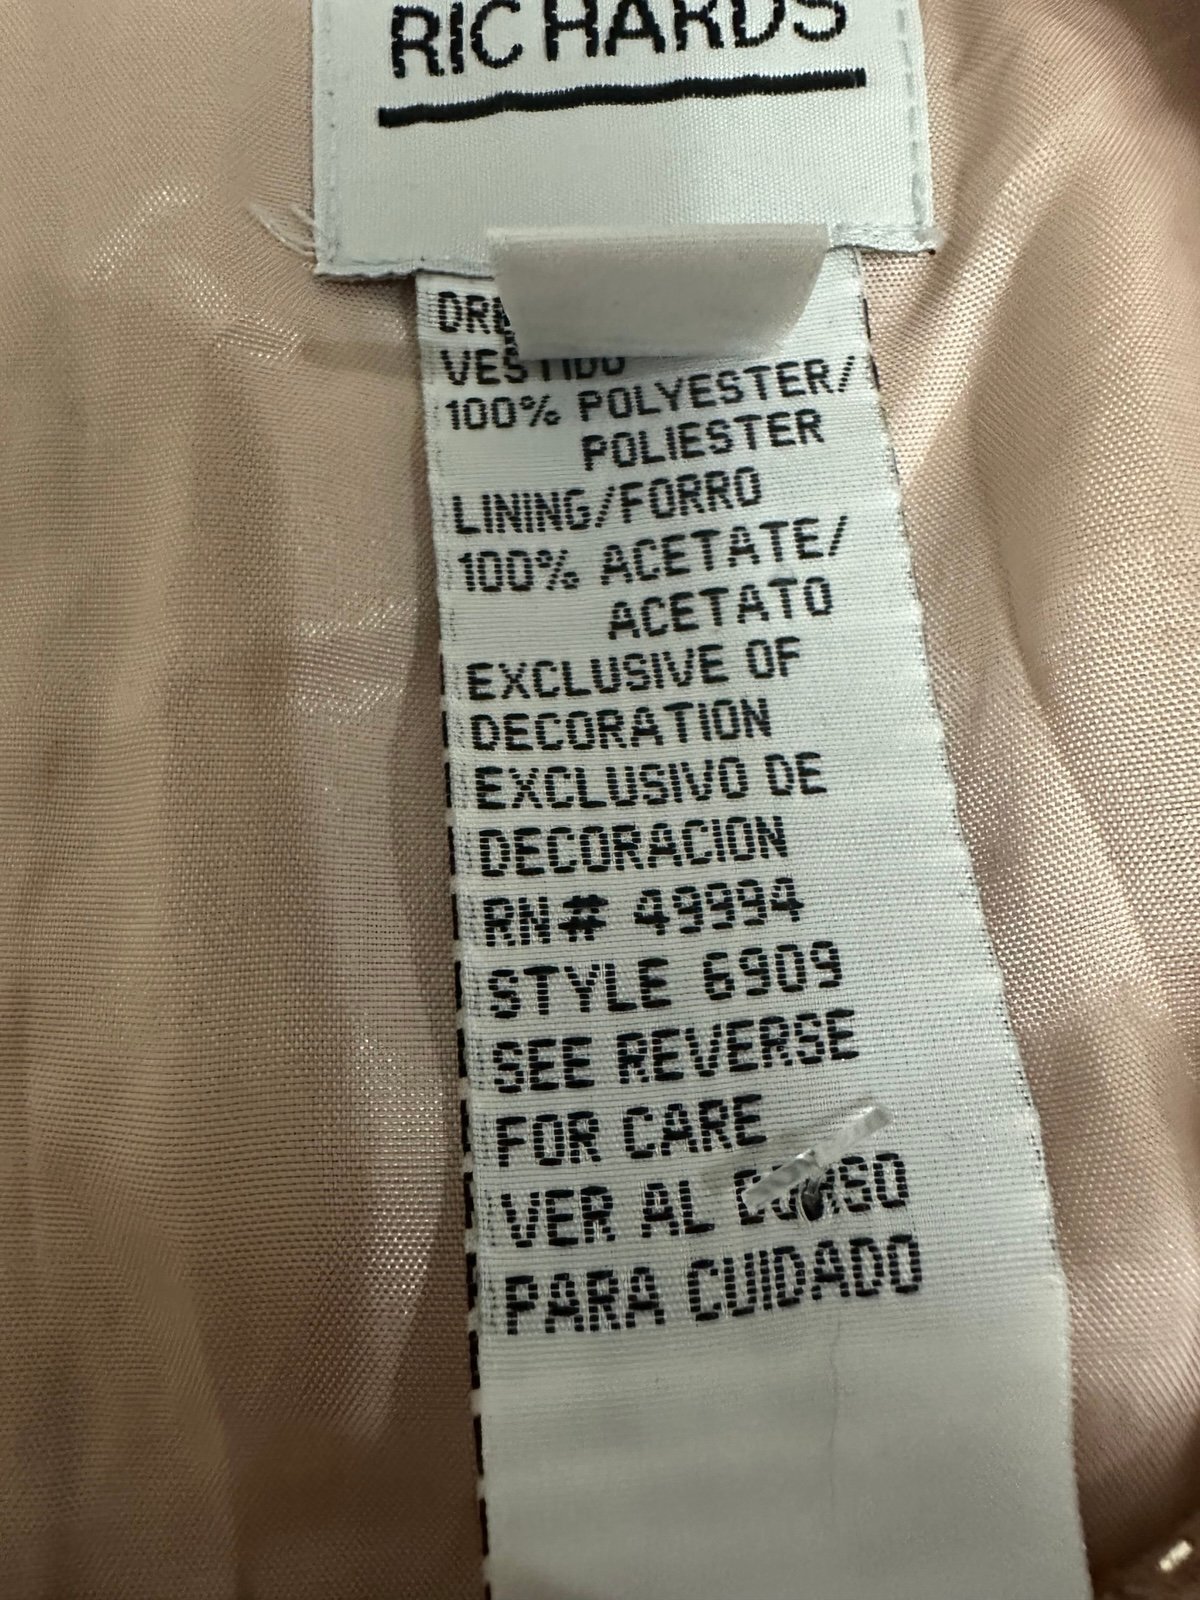 RICHARDS
VESTIDO
100% POLYESTER/
POLIESTER
LINING/FORRO
100% ACETATE/
ACETATO
EXCLUSIVE OF
DECORATION
EXCLUSIVO DE
DECORACION
RN# 49994
STYLE 6909
SEE REVERSE
FOR CARE
VER AL DORSO
PARA CUIDADO